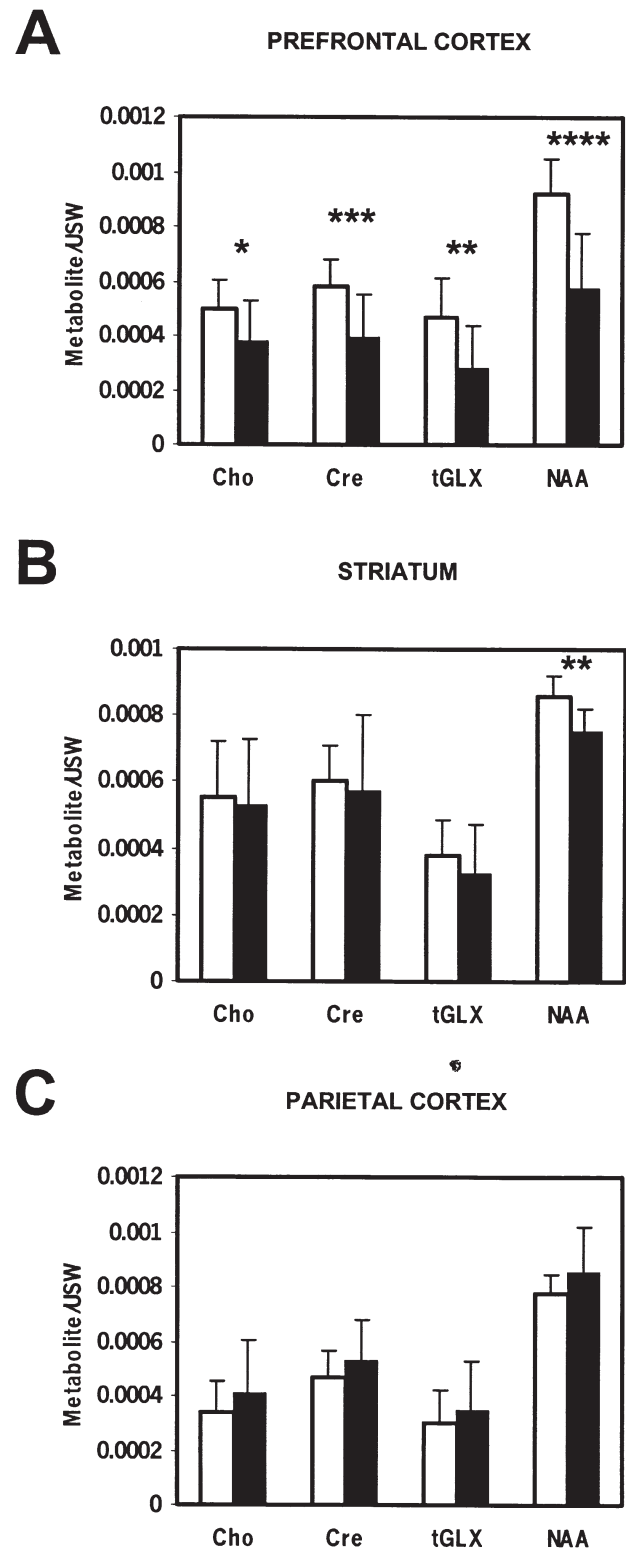 A
PREFRONTAL CORTEX
0.0012
0.001
0.0008
0.0006
0.0004
0.0002
0
Metabolite/USW
*
***
**
****
Cho Cre tGLX NAA
B
STRIATUM
0.001
0.0008
0.0006
0.0004
0.0002
0
Metabolite/USW
**
Cho Cre tGLX NAA
C
PARIETAL CORTEX
0.0012
0.001
0.0008
0.0006
0.0004
0.0002
0
Metabolite/USW
Cho Cre tGLX NAA